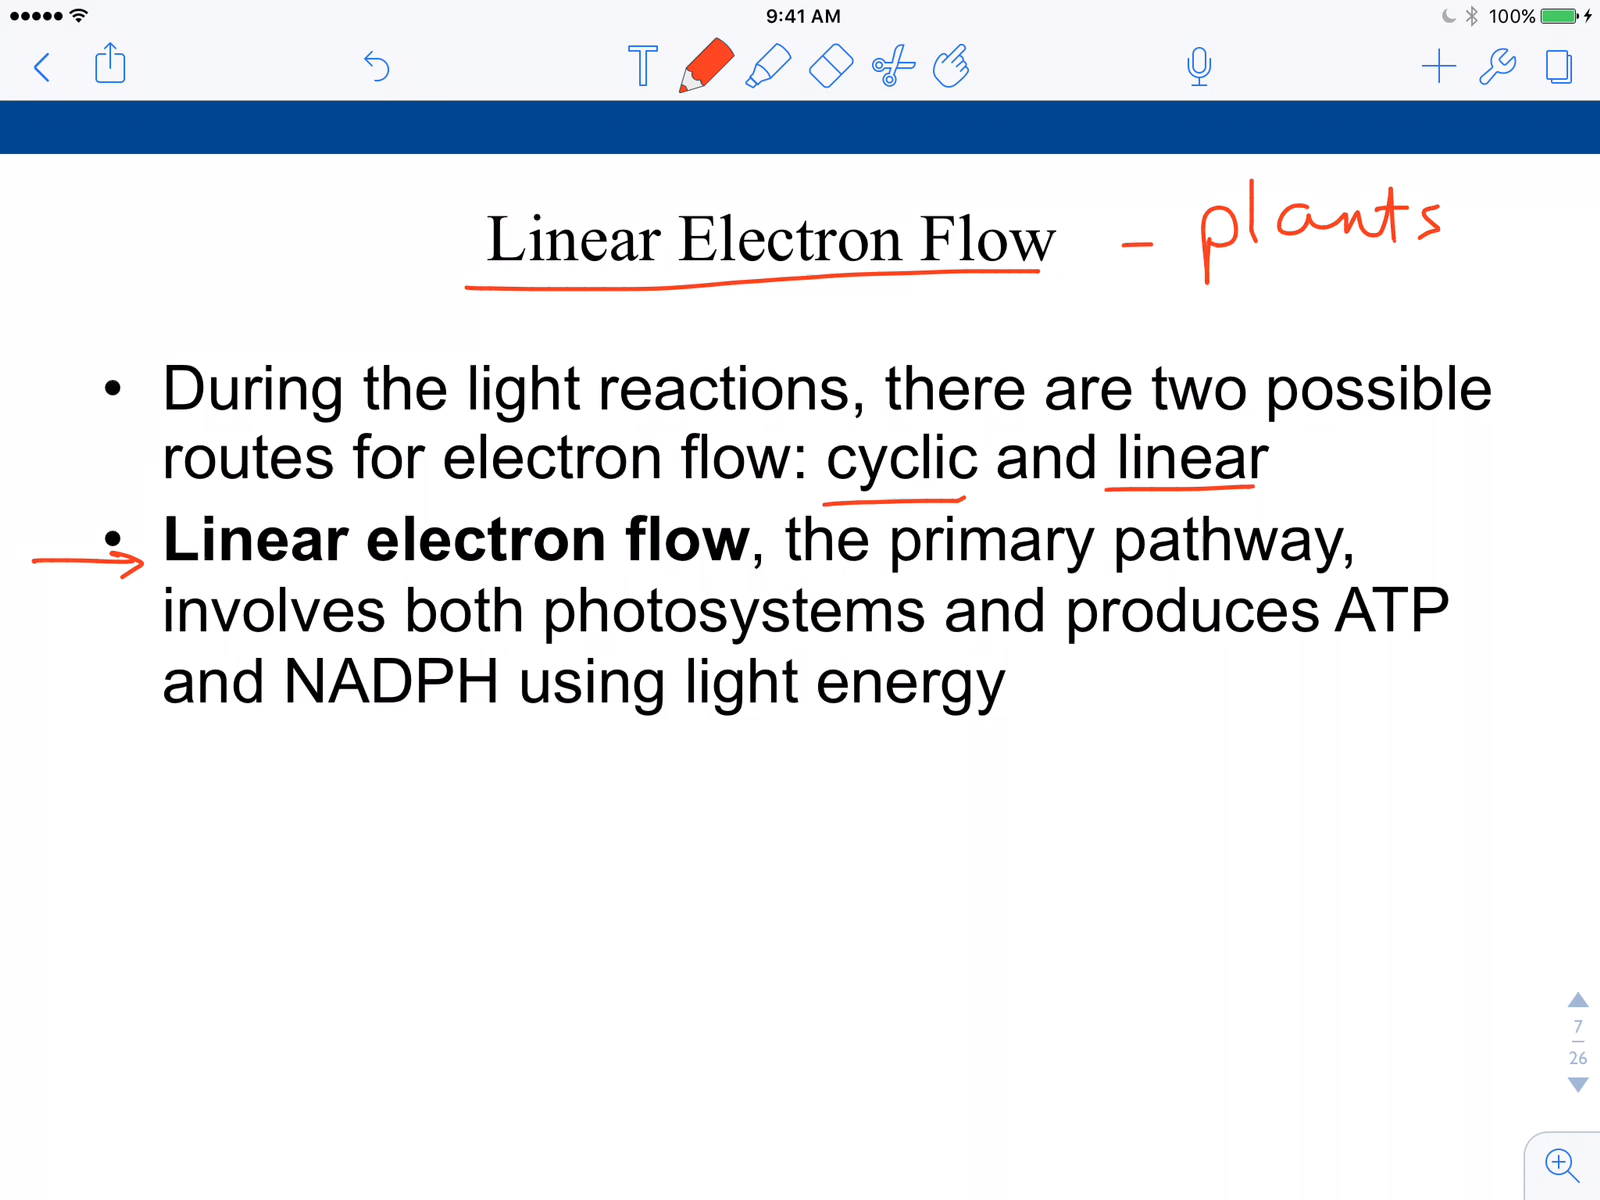 9:41 AM
100%
T
Linear Electron Flow - plants
• During the light reactions, there are two possible
routes for electron flow: cyclic and linear
• Linear electron flow, the primary pathway,
involves both photosystems and produces ATP
and NADPH using light energy
7
26